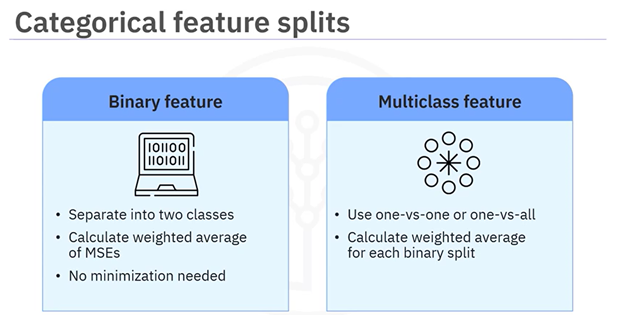 Categorical feature splits
Binary feature
101100
110101
• Separate into two classes
• Calculate weighted average
of MSEs
• No minimization needed
Multiclass feature
• Use one-vs-one or one-vs-all
• Calculate weighted average
for each binary split